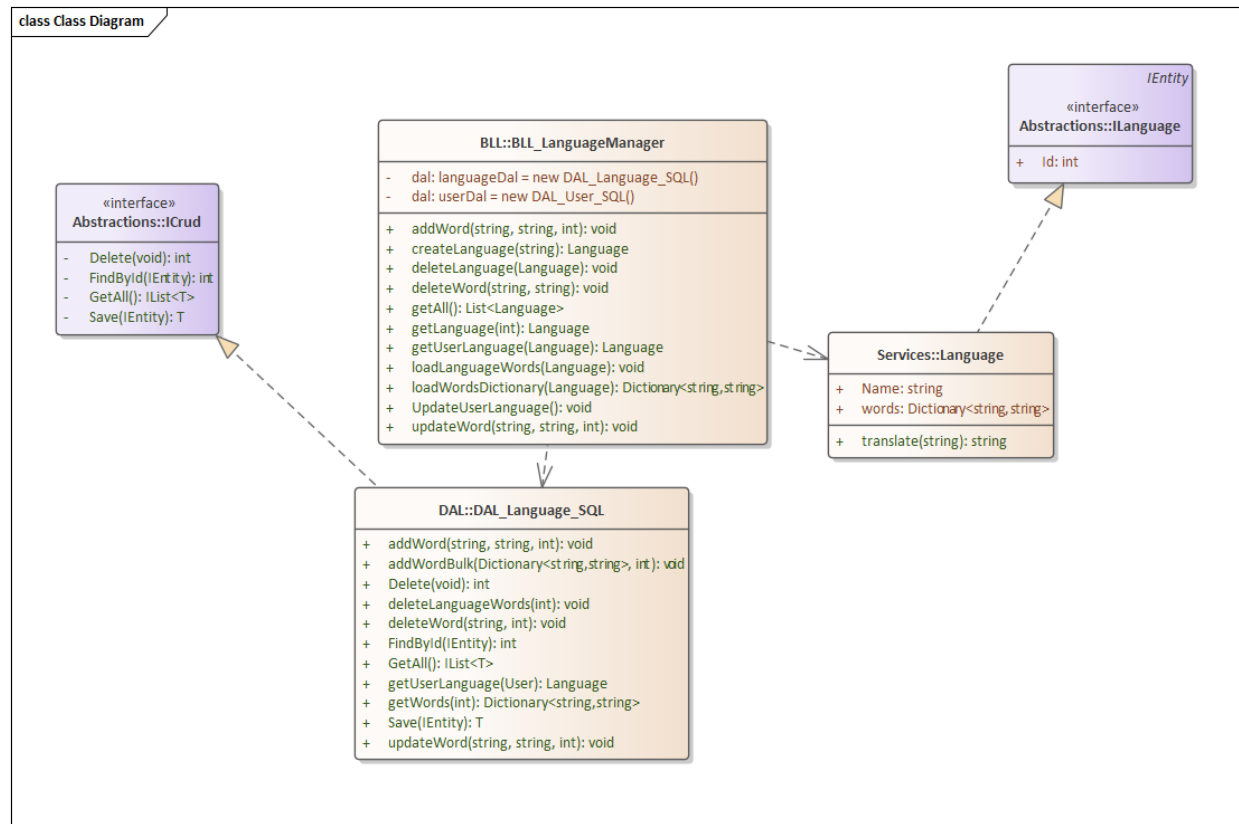 class Class Diagram
IEntity
«interface»
Abstractions::ILanguage
+ Id: int
BLL::BLL_LanguageManager
- dal: languageDal = new DAL_Language_SQL()
- dal: userDal = new DAL_User_SQL()
+ addWord(string, string, int): void
+ createLanguage(string): Language
+ deleteLanguage(Language): void
+ deleteWord(string, string): void
+ getAll(): List<Language>
+ getLanguage(int): Language
+ getUserLanguage(Language): Language
+ loadLanguageWords(Language): void
+ loadWordsDictionary(Language): Dictionary<string,string>
+ UpdateUserLanguage(): void
+ updateWord(string, string, int): void
«interface»
Abstractions::ICrud
- Delete(void): int
- FindById(IEntity): int
- GetAll(): IList<T>
- Save(IEntity): T
Services::Language
+ Name: string
+ words: Dictionary<string,string>
+ translate(string): string
DAL::DAL_Language_SQL
+ addWord(string, string, int): void
+ addWordBulk(Dictionary<string,string>, int): void
+ Delete(void): int
+ deleteLanguageWords(int): void
+ deleteWord(string, int): void
+ FindById(IEntity): int
+ GetAll(): IList<T>
+ getUserLanguage(User): Language
+ getWords(int): Dictionary<string,string>
+ Save(IEntity): T
+ updateWord(string, string, int): void